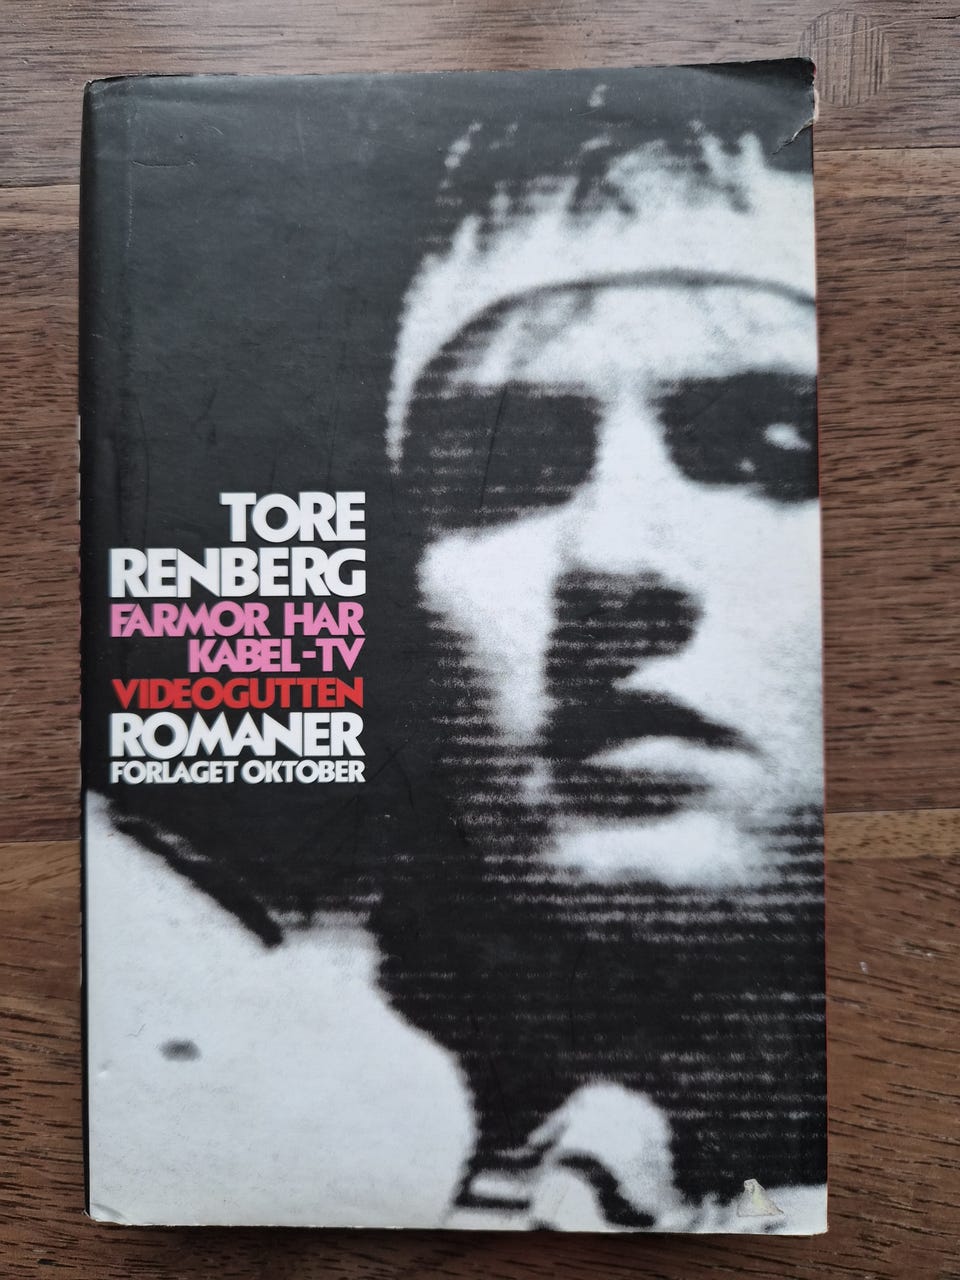 TORE
RENBERG
FARMOR HAR
KABEL-TV
VIDEOGUTTEN
ROMANER
FORLAGET OKTOBER